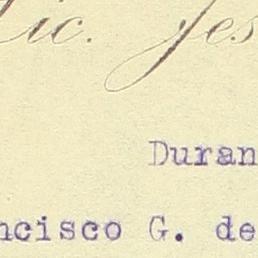 Lic. Jes
Duran
ncisco G. de